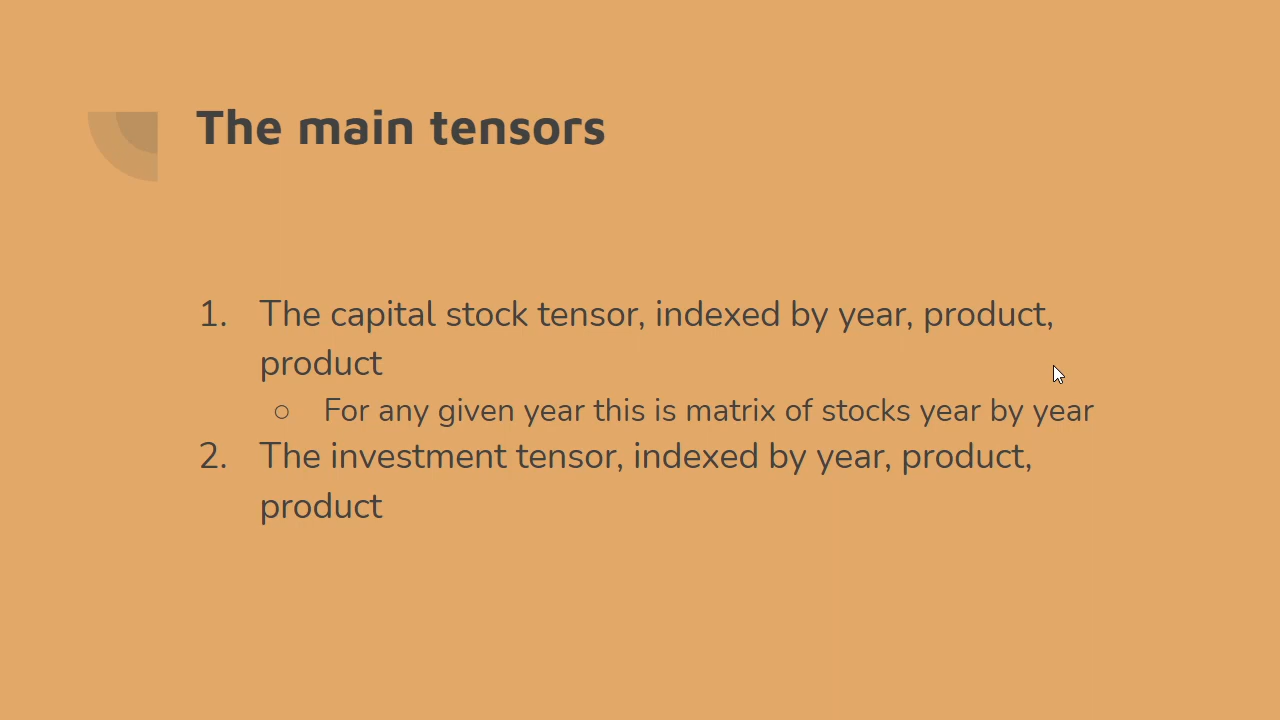 The main tensors
1. The capital stock tensor, indexed by year, product,
product
○ For any given year this is matrix of stocks year by year
2. The investment tensor, indexed by year, product,
product